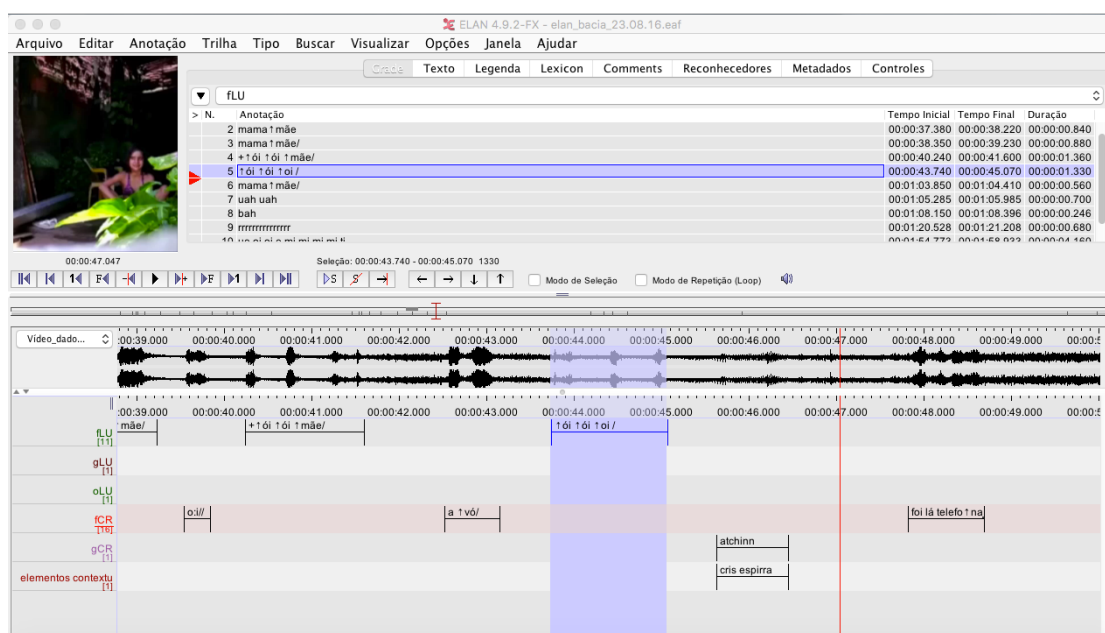 ELAN 4.9.2-FX - elan_bacia_23.08.16.eaf
Arquivo Editar Anotação Trilha Tipo Buscar Visualizar Opções Janela Ajudar
Grade Texto Legenda Lexicon Comments Reconhecedores Metadados Controles
fLU
> N. Anotação Tempo Inicial Tempo Final Duração
2 mama↑mãe 00:00:37.380 00:00:38.220 00:00:00.840
3 mama↑mãe/ 00:00:38.350 00:00:39.230 00:00:00.880
4 +↑ói ↑ói ↑mãe/ 00:00:40.240 00:00:41.600 00:00:01.360
5 ↑ói ↑ói ↑oi / 00:00:43.740 00:00:45.070 00:00:01.330
6 mama↑mãe/ 00:01:03.850 00:01:04.410 00:00:00.560
7 uah uah 00:01:05.285 00:01:05.985 00:00:00.700
8 bah 00:01:08.150 00:01:08.396 00:00:00.246
9 rrrrrrrrrrrrrrr 00:01:20.528 00:01:21.208 00:00:00.680
00:00:47.047 Seleção: 00:00:43.740 - 00:00:45.070 1330
Modo de Seleção Modo de Repetição (Loop)
Vídeo_dado... :00:39.000 00:00:40.000 00:00:41.000 00:00:42.000 00:00:43.000 00:00:44.000 00:00:45.000 00:00:46.000 00:00:47.000 00:00:48.000 00:00:49.000 00:00:5
:00:39.000 00:00:40.000 00:00:41.000 00:00:42.000 00:00:43.000 00:00:44.000 00:00:45.000 00:00:46.000 00:00:47.000 00:00:48.000 00:00:49.000 00:00:5
fLU mãe/ +↑ói ↑ói ↑mãe/ ↑ói ↑ói ↑oi /
[11]
gLU
[1]
oLU
[1]
fCR o:i// a ↑vó/ foi lá telefo↑na
[16]
gCR atchinn
[1]
elementos contextu cris espirra
[1]